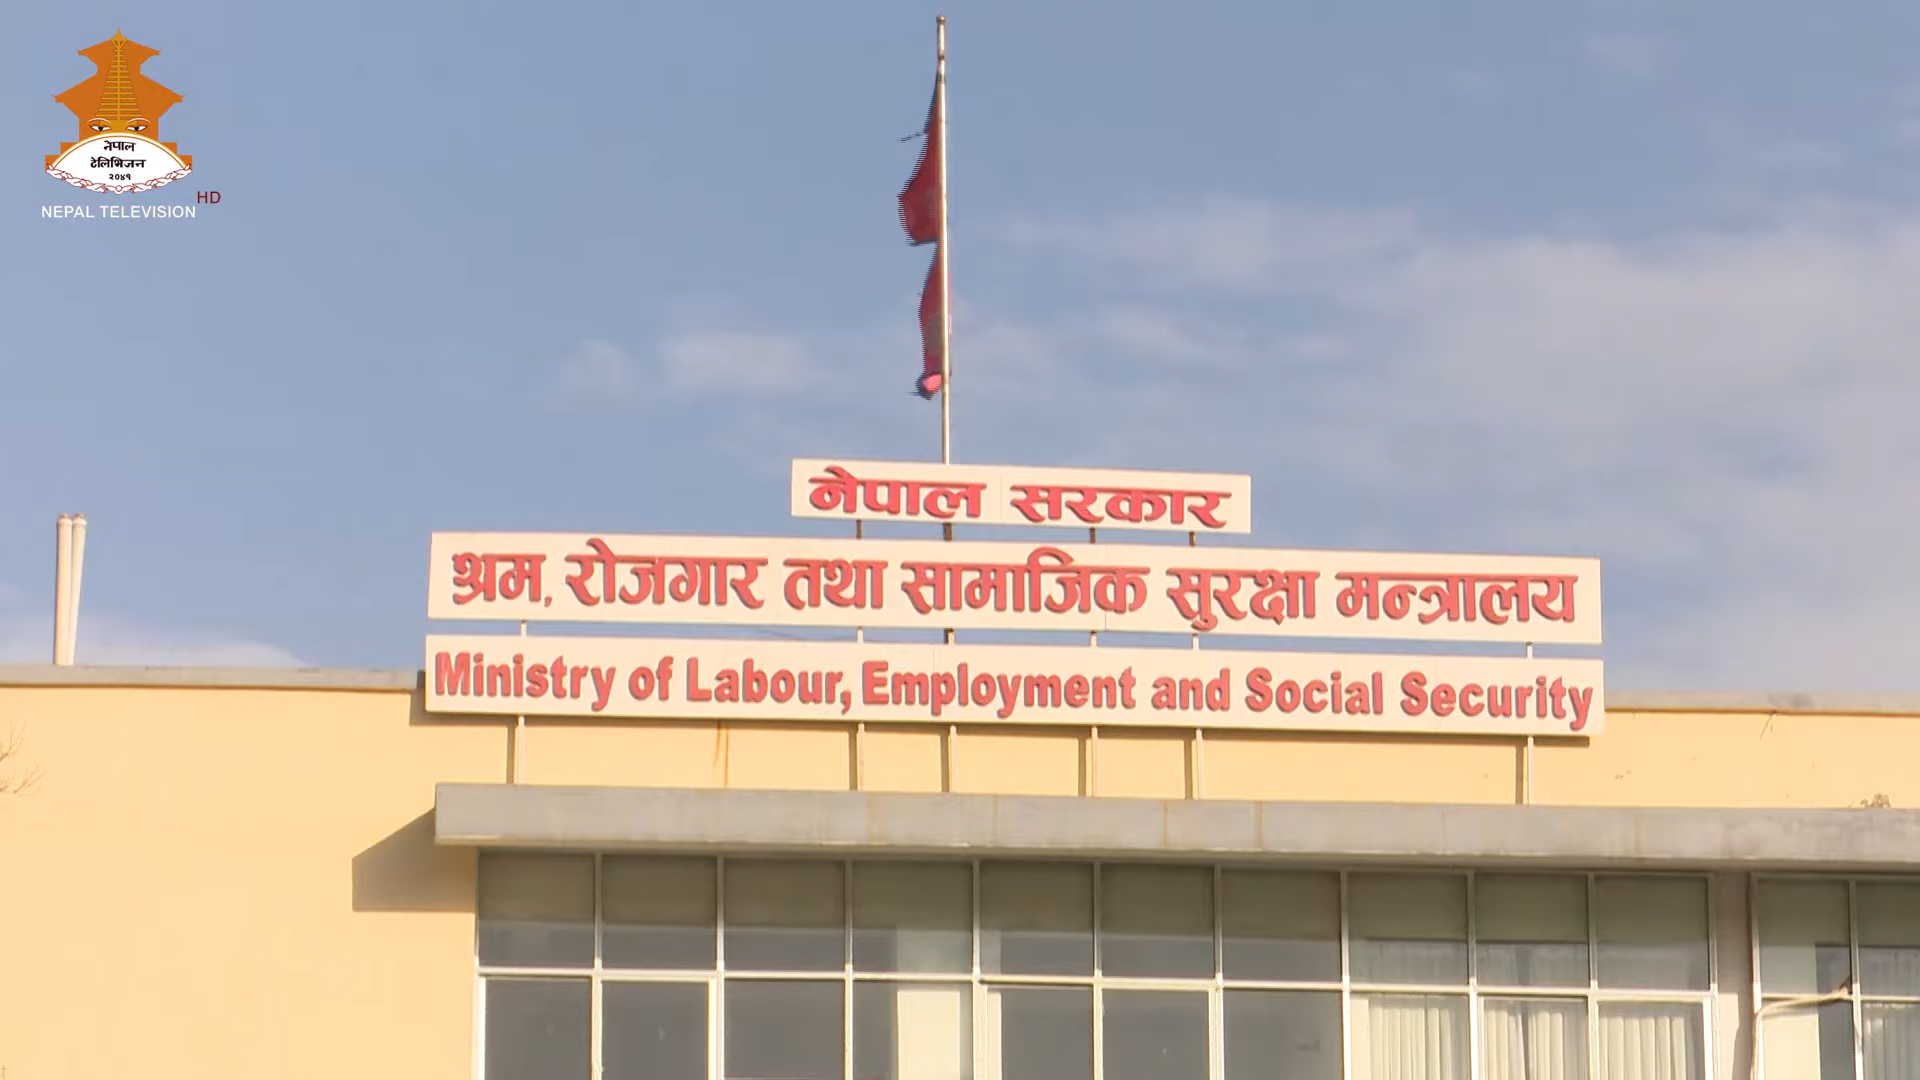 नेपाल
टेलिभिजन
२०४१
HD
NEPAL TELEVISION
नेपाल सरकार
श्रम, रोजगार तथा सामाजिक सुरक्षा मन्त्रालय
Ministry of Labour, Employment and Social Security